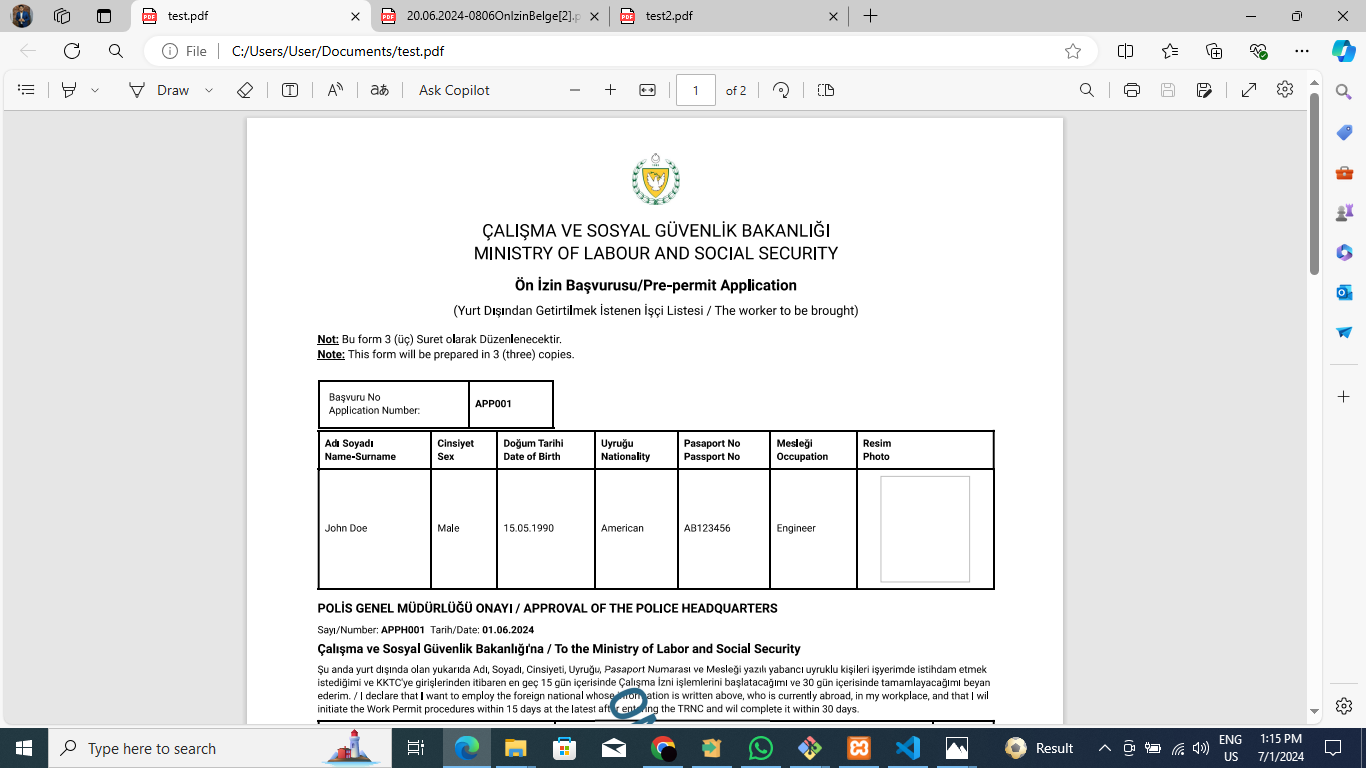 test.pdf
20.06.2024-0806OnIzinBelge[2].p
test2.pdf
File
C:/Users/User/Documents/test.pdf
Draw
aあ
Ask Copilot
1
of 2
ÇALIŞMA VE SOSYAL GÜVENLİK BAKANLIĞI
MINISTRY OF LABOUR AND SOCIAL SECURITY
Ön İzin Başvurusu/Pre-permit Application
(Yurt Dışından Getirtilmek İstenen İşçi Listesi / The worker to be brought)
Not: Bu form 3 (üç) Suret olarak Düzenlenecektir.
Note: This form will be prepared in 3 (three) copies.
Başvuru No
Application Number:
APP001
Adı Soyadı
Name-Surname
Cinsiyet
Sex
Doğum Tarihi
Date of Birth
Uyruğu
Nationality
Pasaport No
Passport No
Mesleği
Occupation
Resim
Photo
John Doe
Male
15.05.1990
American
AB123456
Engineer
POLİS GENEL MÜDÜRLÜĞÜ ONAYI / APPROVAL OF THE POLICE HEADQUARTERS
Sayı/Number: APPH001 Tarih/Date: 01.06.2024
Çalışma ve Sosyal Güvenlik Bakanlığı'na / To the Ministry of Labor and Social Security
Şu anda yurt dışında olan yukarıda Adı, Soyadı, Cinsiyeti, Uyruğu, Pasaport Numarası ve Mesleği yazılı yabancı uyruklu kişileri işyerimde istihdam etmek
istediğimi ve KKTC'ye girişlerinden itibaren en geç 15 gün içerisinde Çalışma İzni işlemlerini başlatacağımı ve 30 gün içerisinde tamamlayacağımı beyan
ederim. / I declare that I want to employ the foreign national whose information is written above, who is currently abroad, in my workplace, and that I wil
initiate the Work Permit procedures within 15 days at the latest after entering the TRNC and wil complete it within 30 days.
Type here to search
Result
ENG
US
1:15 PM
7/1/2024